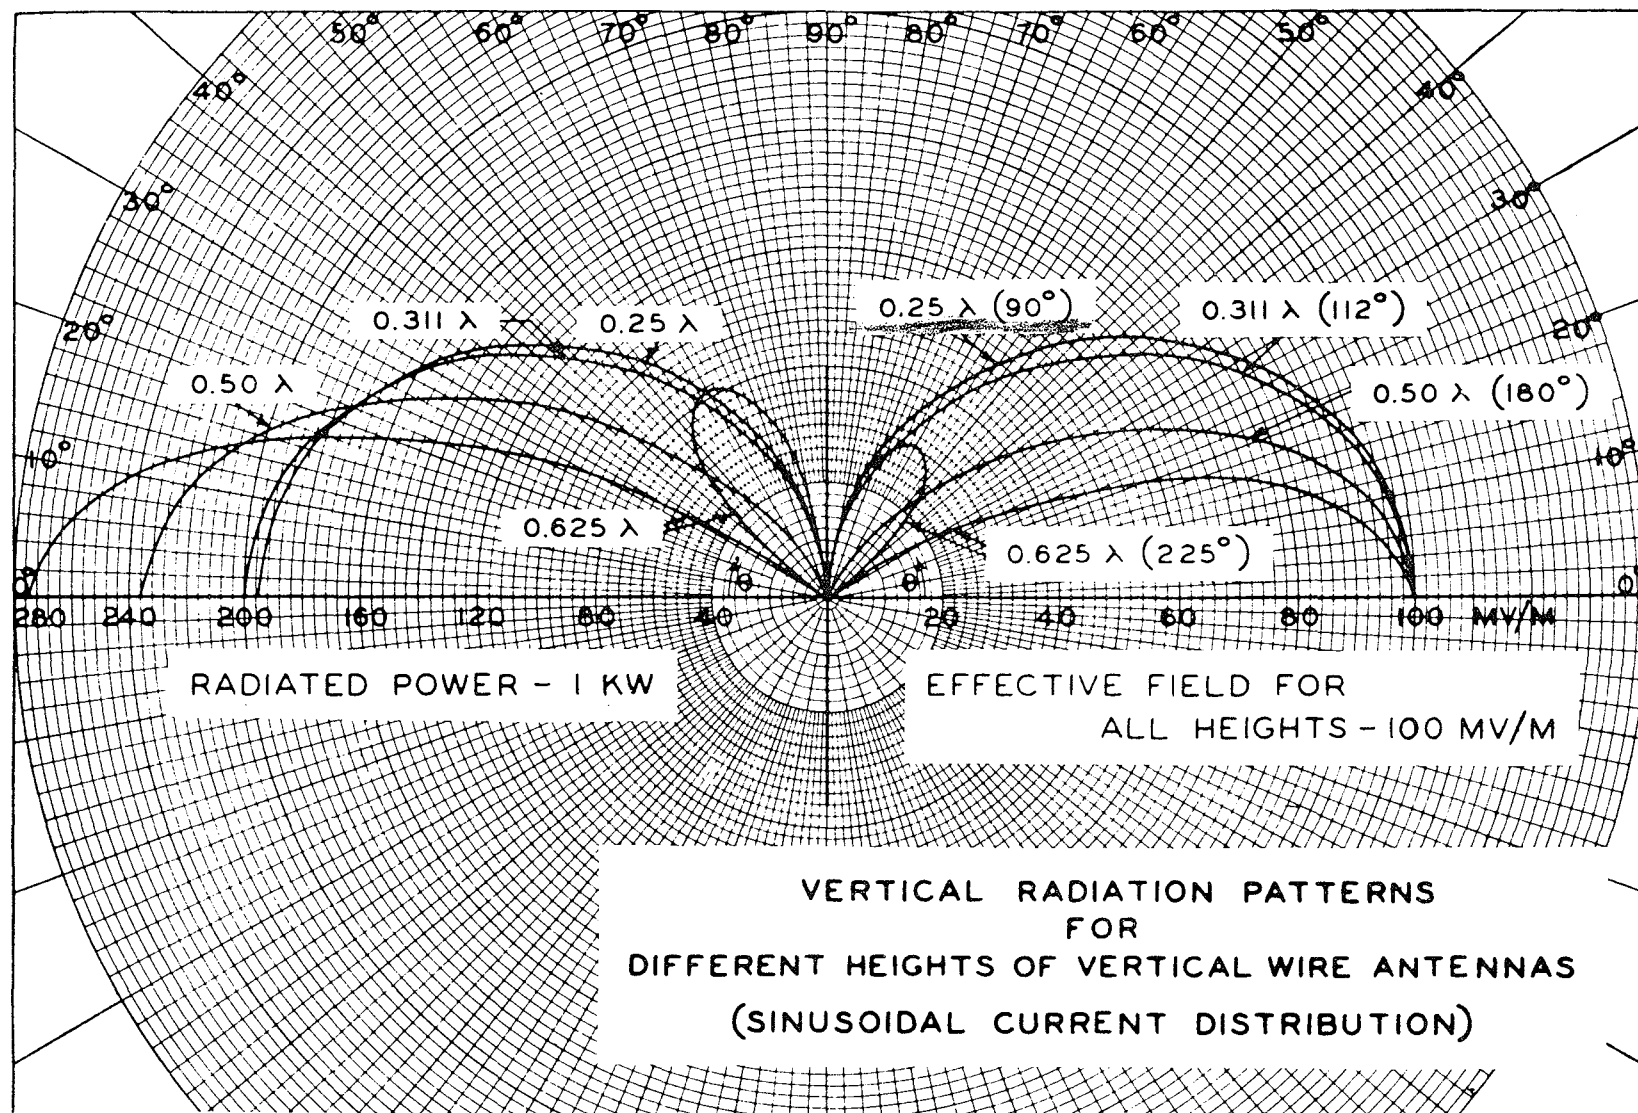 50° 60° 70° 80° 90° 80° 70° 60° 50°
40° 40°
30° 30°
20° 0.311 λ 0.25 λ 0.25 λ (90°) 0.311 λ (112°) 20°
0.50 λ 0.50 λ (180°)
10° 10°
0.625 λ 0.625 λ (225°)
0° θ θ 0°
280 240 200 160 120 80 40 20 40 60 80 100 MV/M
RADIATED POWER - 1 KW
EFFECTIVE FIELD FOR
ALL HEIGHTS - 100 MV/M
VERTICAL RADIATION PATTERNS
FOR
DIFFERENT HEIGHTS OF VERTICAL WIRE ANTENNAS
(SINUSOIDAL CURRENT DISTRIBUTION)